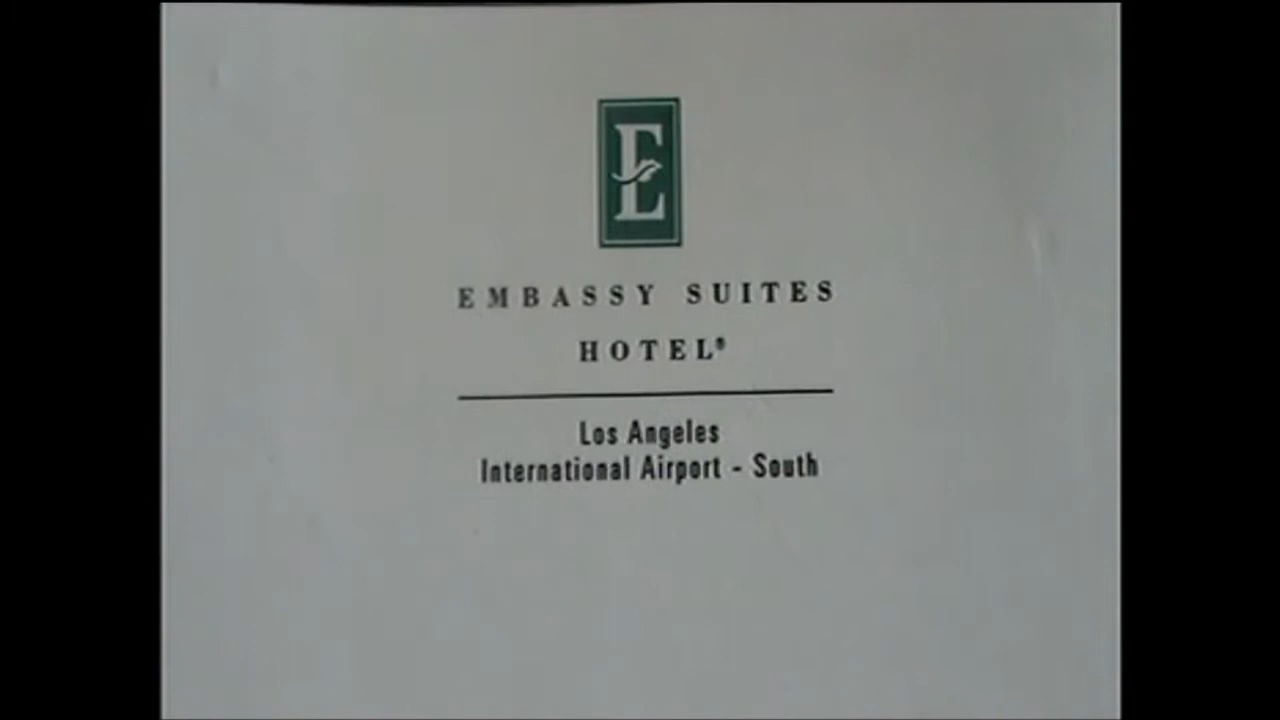 E
EMBASSY SUITES
HOTEL®
Los Angeles
International Airport - South